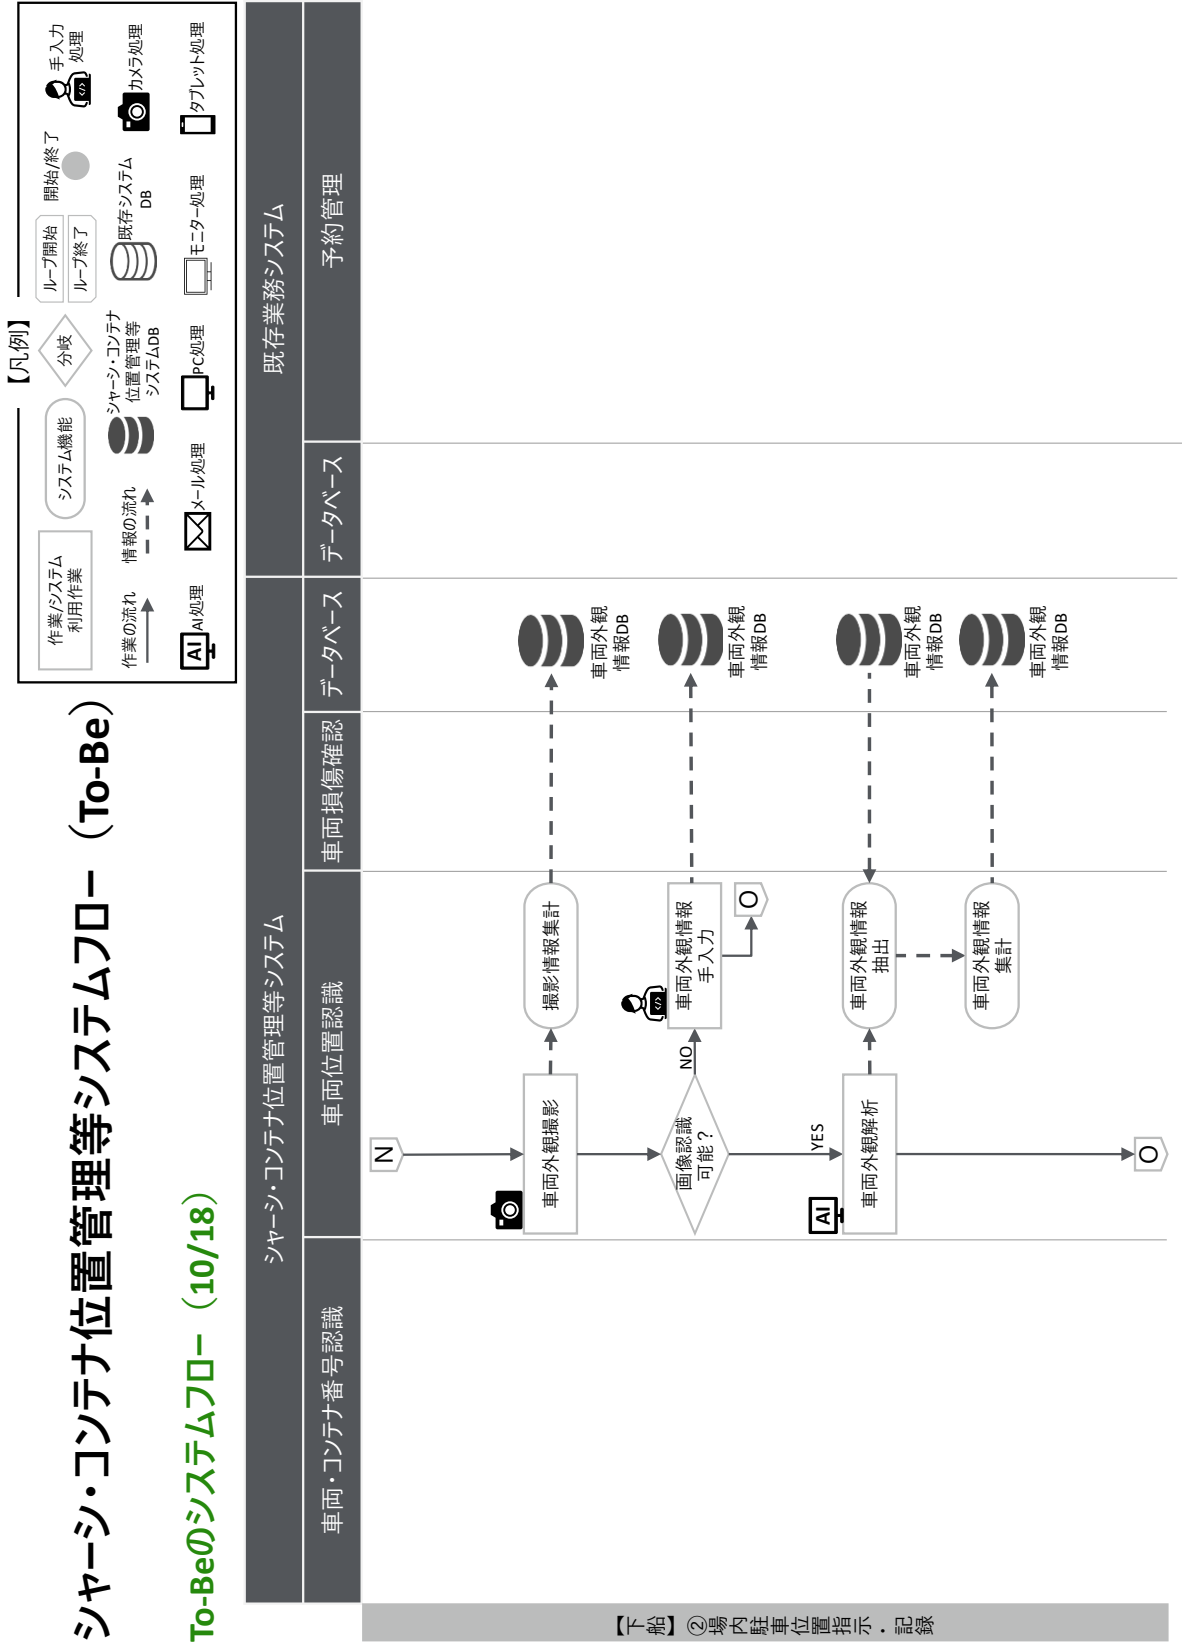 シャーシ・コンテナ位置管理等システムフロー（To-Be）
To-Beのシステムフロー（10/18）
【凡例】
作業/システム
利用作業
システム機能
分岐
ループ開始
ループ終了
開始/終了
手入力
処理
作業の流れ
情報の流れ
シャーシ・コンテナ
位置管理等
システムDB
既存システム
DB
カメラ処理
AI
AI処理
メール処理
PC処理
モニター処理
タブレット処理
シャーシ・コンテナ位置管理等システム
既存業務システム
車両・コンテナ番号認識
車両位置認識
車両損傷確認
データベース
データベース
予約管理
【下船】②場内駐車位置指示・記録
N
車両外観撮影
撮影情報集計
車両外観
情報DB
画像認識
可能？
NO
車両外観情報
手入力
車両外観
情報DB
O
YES
AI
車両外観解析
車両外観情報
抽出
車両外観
情報DB
車両外観情報
集計
車両外観
情報DB
O